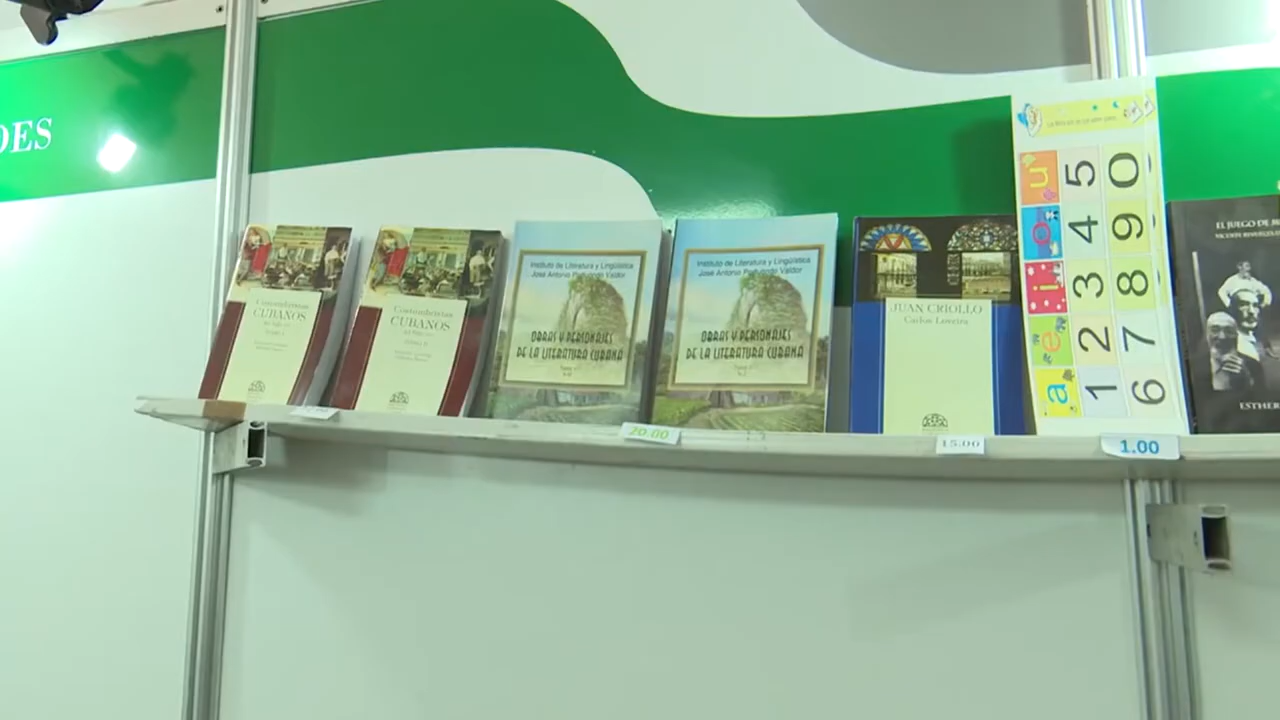 DES
Costumbristas
CUBANOS
Costumbristas
CUBANOS
Instituto de Literatura y Lingüística
José Antonio Portuondo Valdor
OBRAS Y PERSONAJES
DE LA LITERATURA CUBANA
Instituto de Literatura y Lingüística
José Antonio Portuondo Valdor
OBRAS Y PERSONAJES
DE LA LITERATURA CUBANA
20.00
JUAN CRIOLLO
Carlos Loveira
15.00
a e i o u
1 2 3 4 5
6 7 8 9 0
1.00
EL JUEGO DE
ESTHER